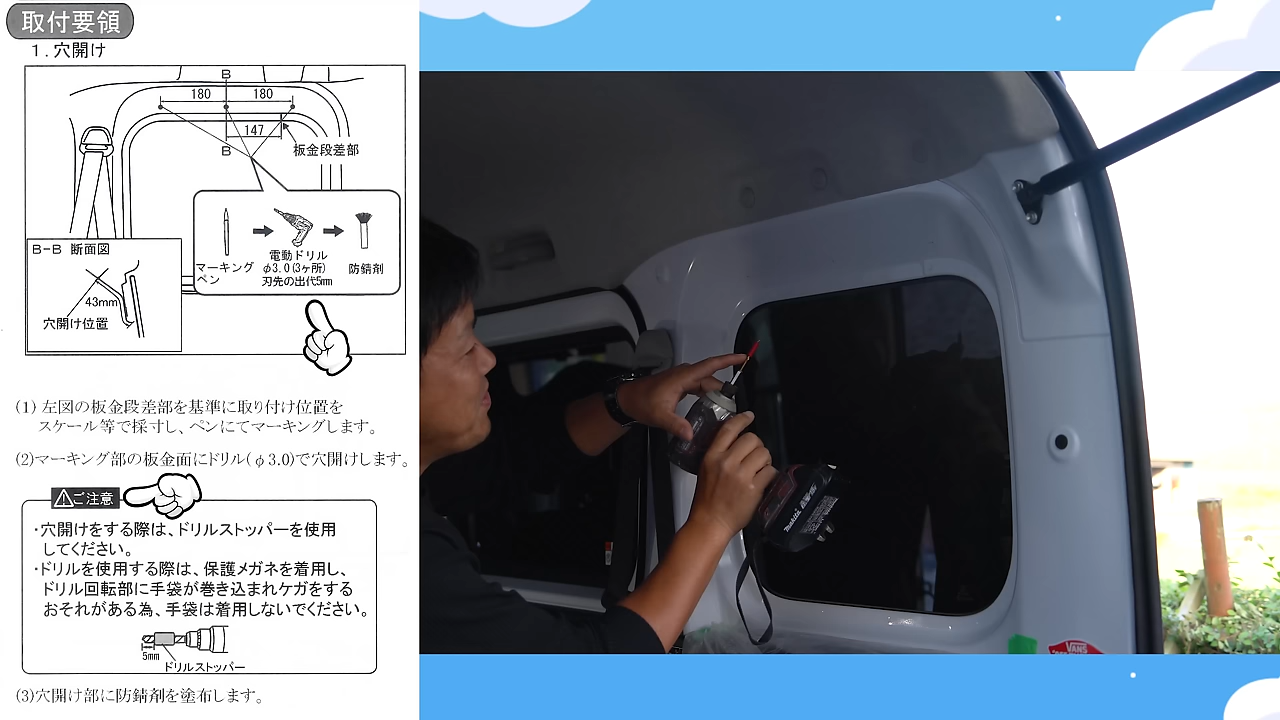 取付要領
1．穴開け
B
180
180
147
B
板金段差部
B－B 断面図
43mm
穴開け位置
マーキング
ペン
電動ドリル
φ3.0(3ヶ所)
刃先の出代5mm
防錆剤
(1) 左図の板金段差部を基準に取り付け位置を
スケール等で採寸し、ペンにてマーキングします。
(2)マーキング部の板金面にドリル(φ3.0)で穴開けします。
⚠ご注意
・穴開けをする際は、ドリルストッパーを使用
してください。
・ドリルを使用する際は、保護メガネを着用し、
ドリル回転部に手袋が巻き込まれケガをする
おそれがある為、手袋は着用しないでください。
5mm
ドリルストッパー
(3)穴開け部に防錆剤を塗布します。
makita
VANS